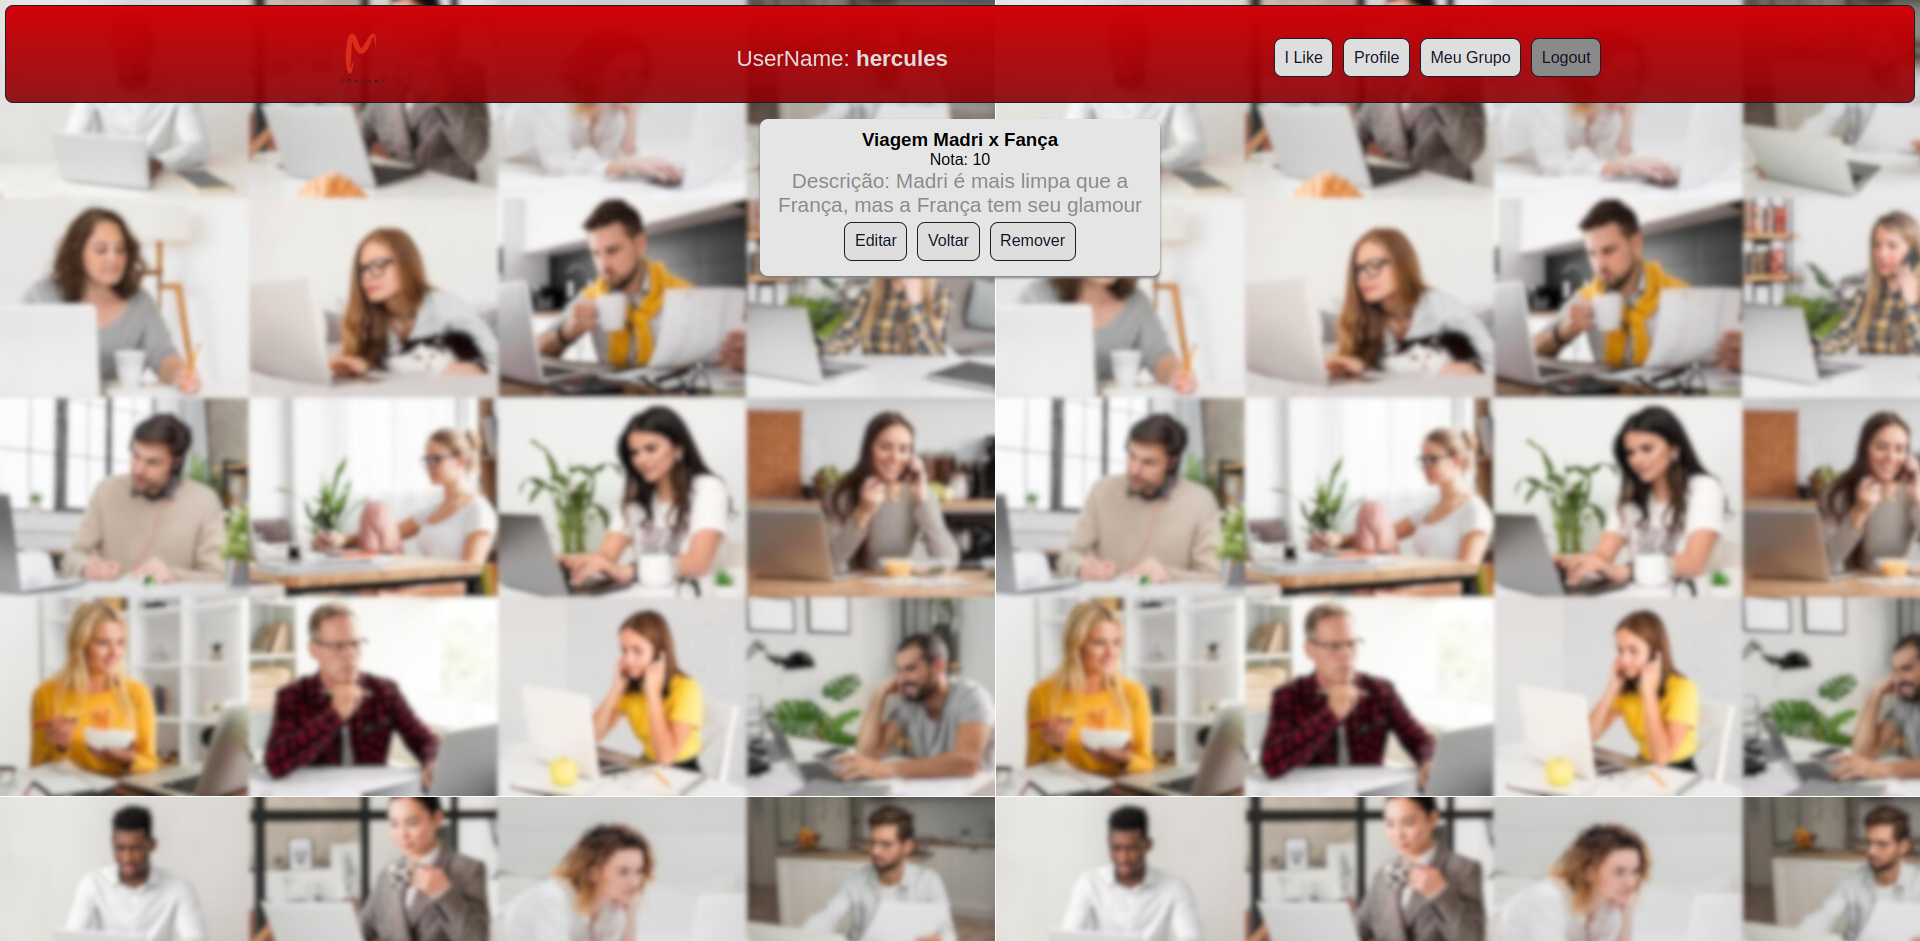 UserName: hercules
I Like
Profile
Meu Grupo
Logout
Viagem Madri x Fança
Nota: 10
Descrição: Madri é mais limpa que a
França, mas a França tem seu glamour
Editar
Voltar
Remover